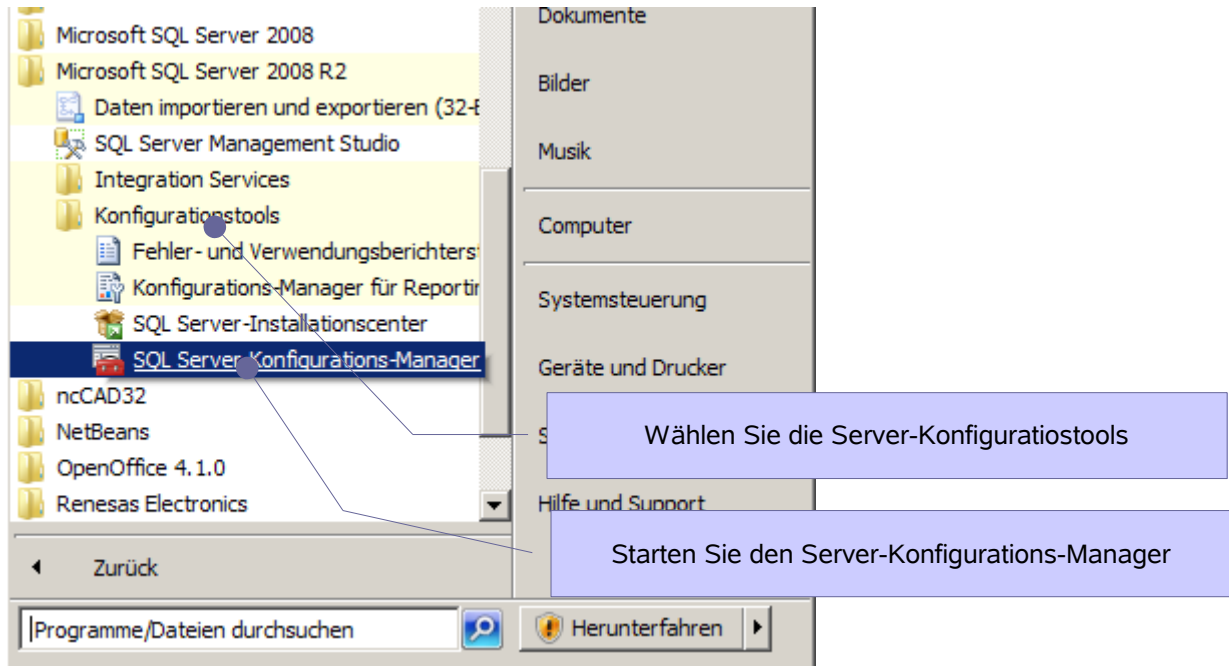 Microsoft SQL Server 2008
Microsoft SQL Server 2008 R2
Daten importieren und exportieren (32-
SQL Server Management Studio
Integration Services
Konfigurationstools
Fehler- und Verwendungsberichters
Konfigurations-Manager für Reportin
SQL Server-Installationscenter
SQL Server-Konfigurations-Manager
ncCAD32
NetBeans
OpenOffice 4.1.0
Renesas Electronics
Zurück
Programme/Dateien durchsuchen
Dokumente
Bilder
Musik
Computer
Systemsteuerung
Geräte und Drucker
Hilfe und Support
Herunterfahren
Wählen Sie die Server-Konfiguratiostools
Starten Sie den Server-Konfigurations-Manager